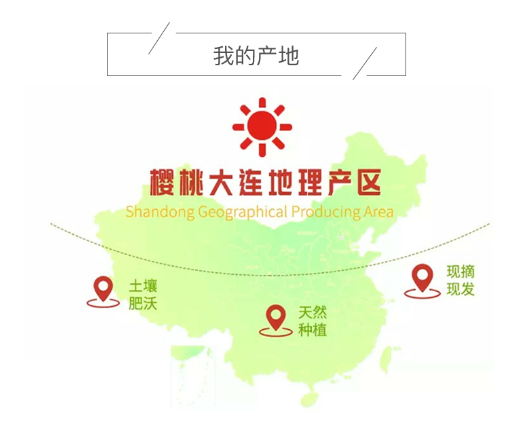 我的产地
樱桃大连地理产区
Shandong Geographical Producing Area
土壤
肥沃
天然
种植
现摘
现发